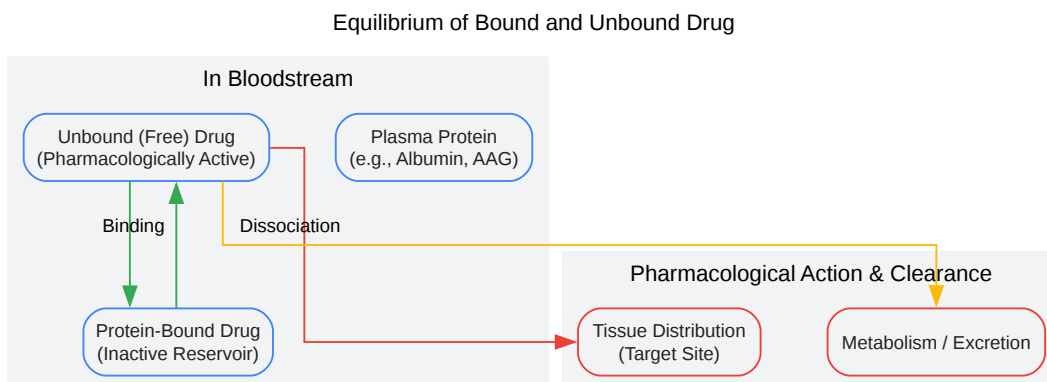 Equilibrium of Bound and Unbound Drug
In Bloodstream
Unbound (Free) Drug
(Pharmacologically Active)
Plasma Protein
(e.g., Albumin, AAG)
Binding
Dissociation
Pharmacological Action & Clearance
Protein-Bound Drug
(Inactive Reservoir)
Tissue Distribution
(Target Site)
Metabolism / Excretion